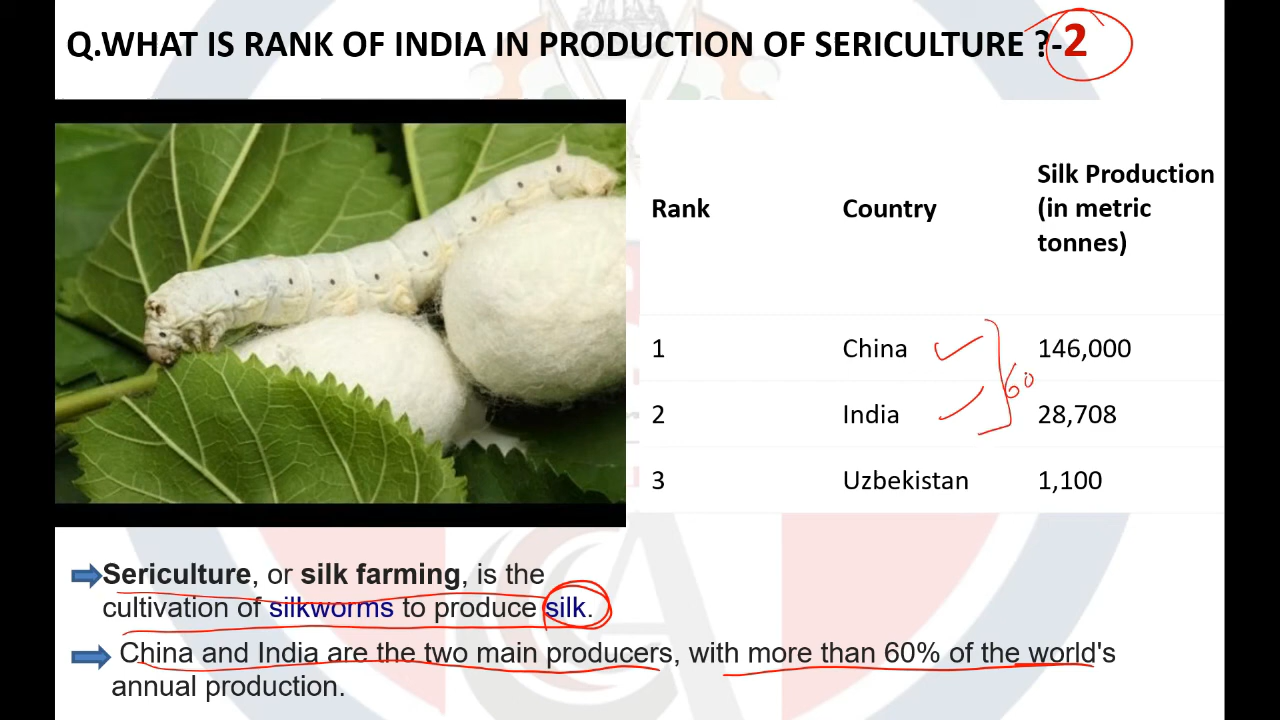 Q.WHAT IS RANK OF INDIA IN PRODUCTION OF SERICULTURE ?-2
Rank Country Silk Production
(in metric
tonnes)
1 China 146,000
60
2 India 28,708
3 Uzbekistan 1,100
Sericulture, or silk farming, is the
cultivation of silkworms to produce silk.
China and India are the two main producers, with more than 60% of the world's
annual production.